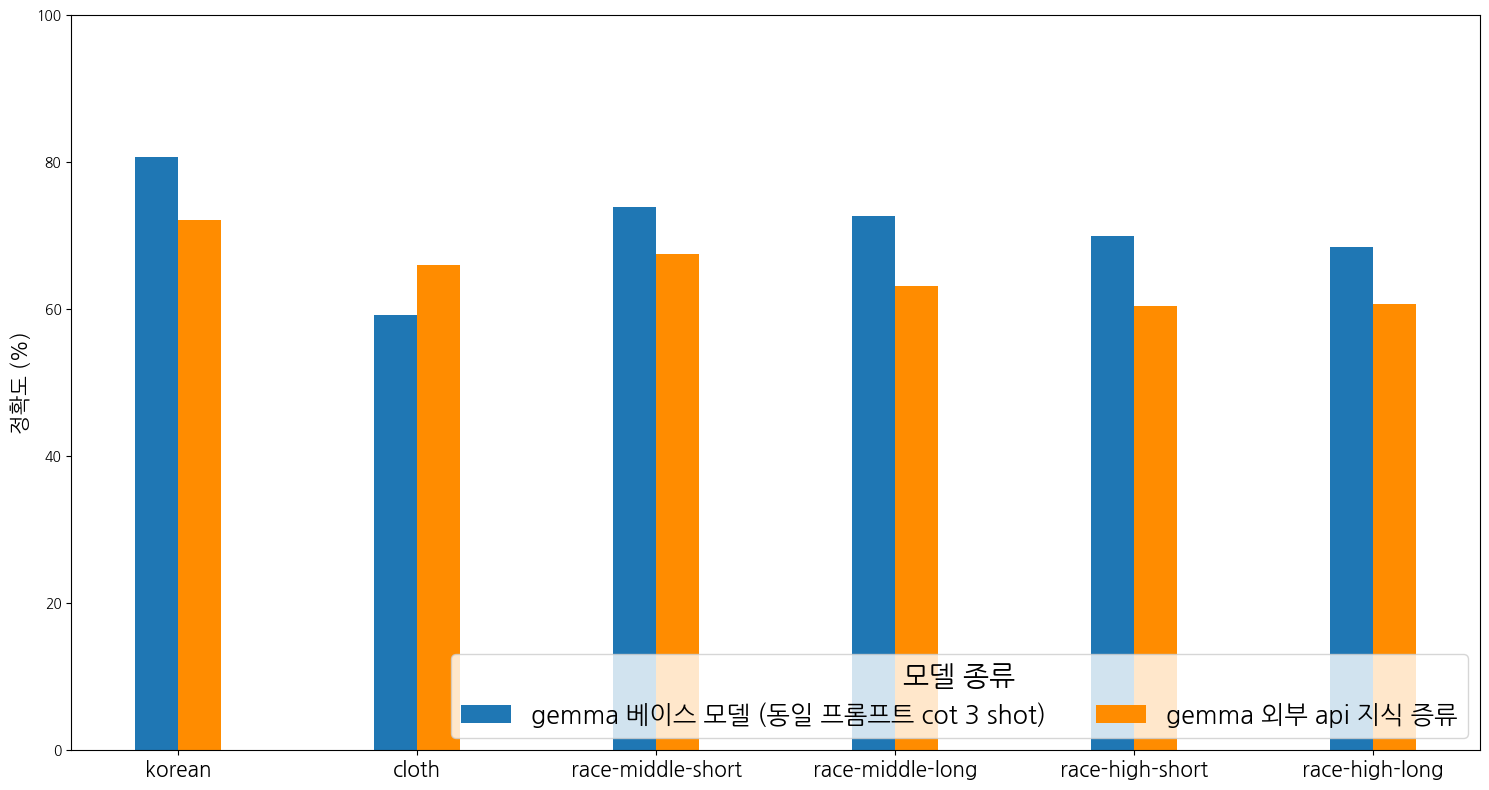 100
80
60
40
20
0
정확도 (%)
모델 종류
gemma 베이스 모델 (동일 프롬프트 cot 3 shot)
gemma 외부 api 지식 증류
korean
cloth
race-middle-short
race-middle-long
race-high-short
race-high-long